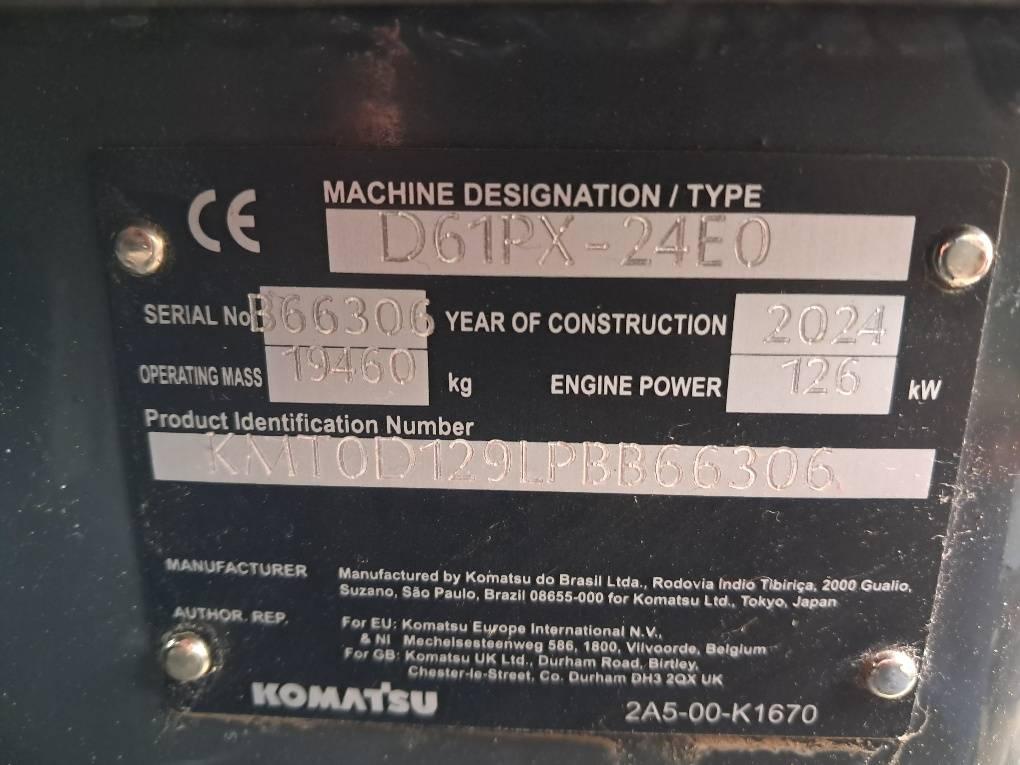 CE
MACHINE DESIGNATION / TYPE
D61PX-24E0
SERIAL No B66306 YEAR OF CONSTRUCTION 2024
OPERATING MASS 19460 kg ENGINE POWER 126 kW
Product Identification Number
KMT0D129LPBB66306
MANUFACTURER Manufactured by Komatsu do Brasil Ltda., Rodovia Indio Tibiriça, 2000 Gualio,
Suzano, São Paulo, Brazil 08655-000 for Komatsu Ltd., Tokyo, Japan
AUTHOR. REP. For EU: Komatsu Europe International N.V.,
& NI Mechelsesteenweg 586, 1800, Vilvoorde, Belgium
For GB: Komatsu UK Ltd., Durham Road, Birtley,
Chester-le-Street, Co. Durham DH3 2QX UK
KOMATSU
2A5-00-K1670